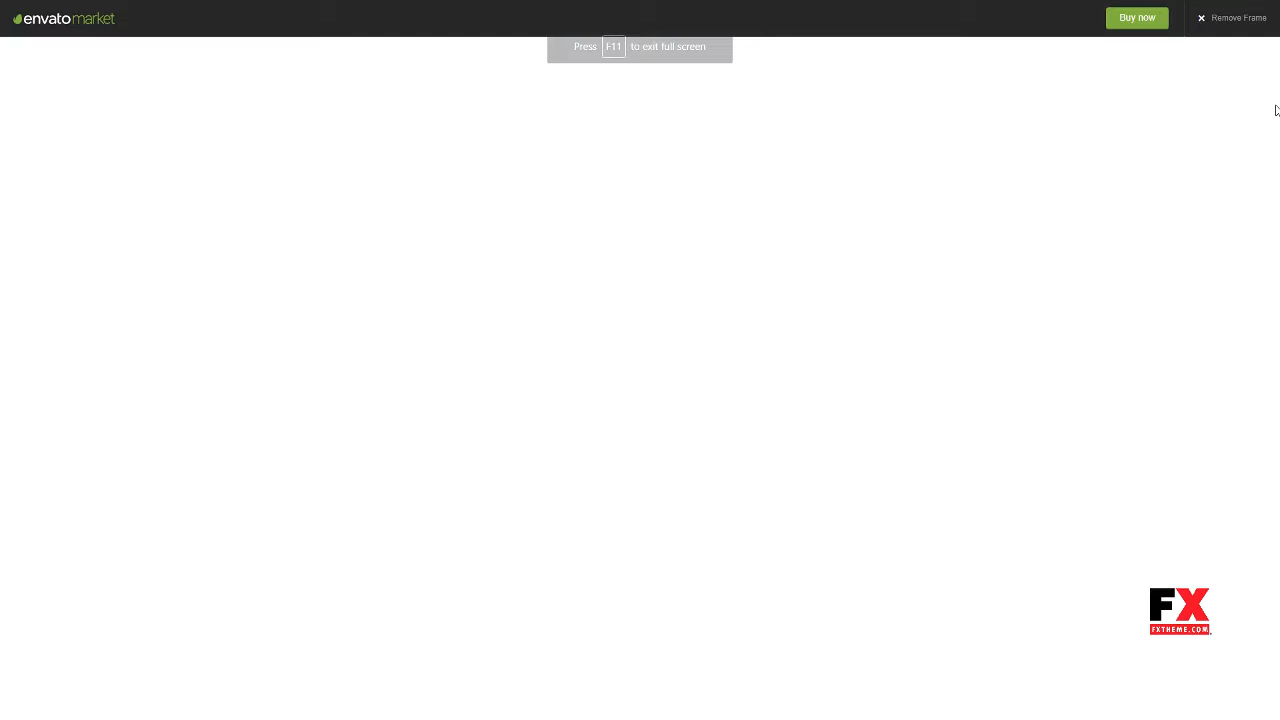 envatomarket
Buy now
Remove Frame
Press F11 to exit full screen
FX
FXTHEME.COM